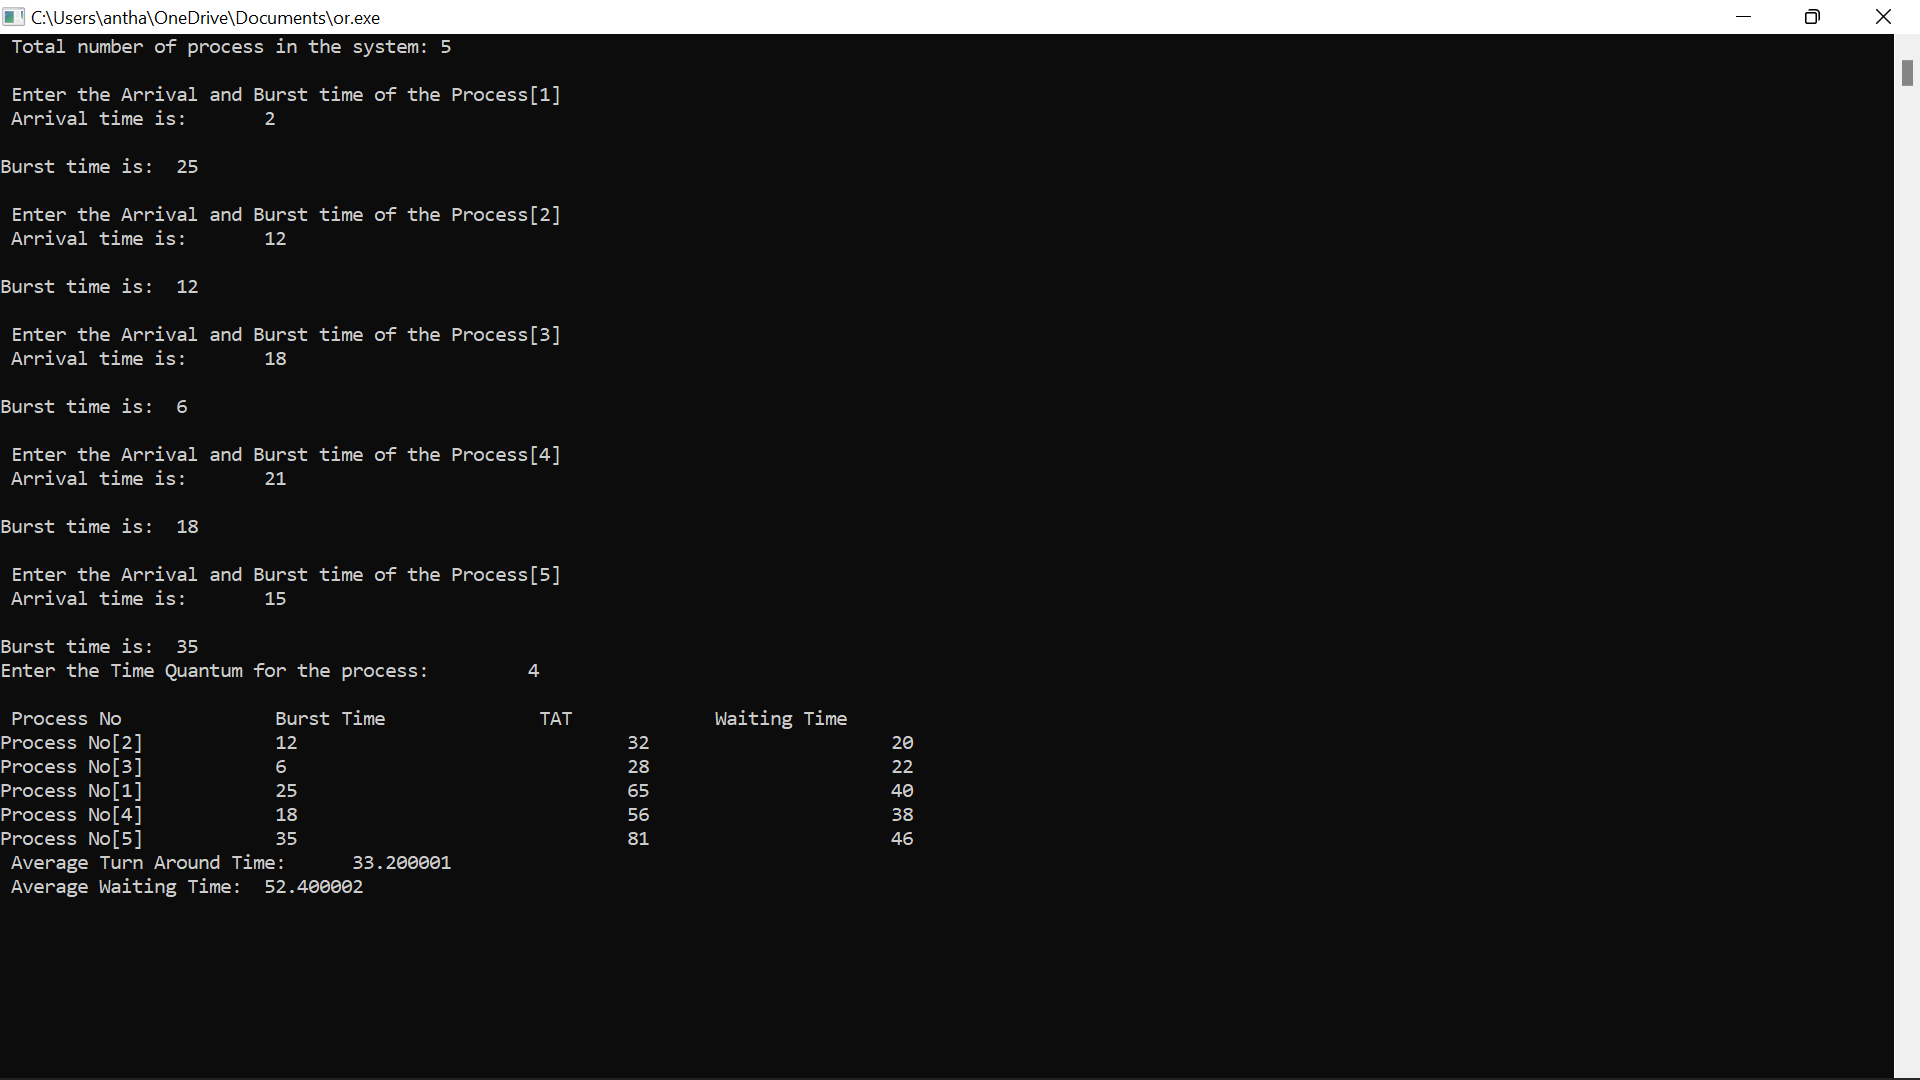 C:\Users\antha\OneDrive\Documents\or.exe
Total number of process in the system: 5
Enter the Arrival and Burst time of the Process[1]
Arrival time is: 2
Burst time is: 25
Enter the Arrival and Burst time of the Process[2]
Arrival time is: 12
Burst time is: 12
Enter the Arrival and Burst time of the Process[3]
Arrival time is: 18
Burst time is: 6
Enter the Arrival and Burst time of the Process[4]
Arrival time is: 21
Burst time is: 18
Enter the Arrival and Burst time of the Process[5]
Arrival time is: 15
Burst time is: 35
Enter the Time Quantum for the process: 4
Process No Burst Time TAT Waiting Time
Process No[2] 12 32 20
Process No[3] 6 28 22
Process No[1] 25 65 40
Process No[4] 18 56 38
Process No[5] 35 81 46
Average Turn Around Time: 33.200001
Average Waiting Time: 52.400002